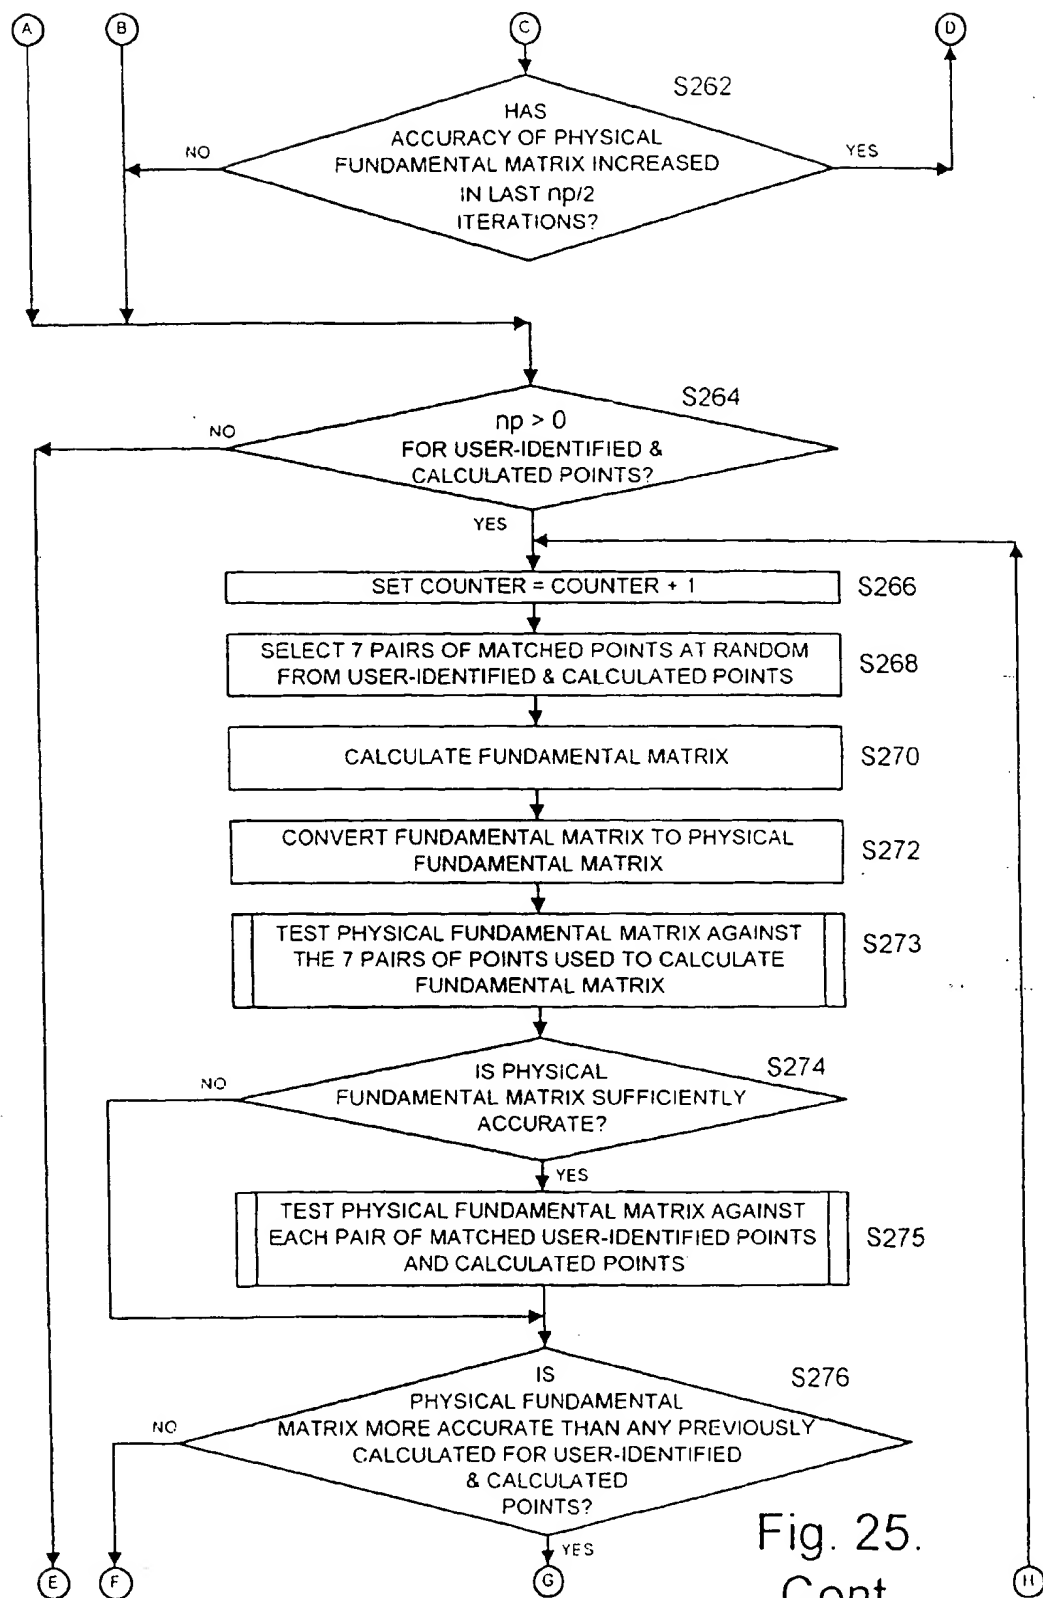 A
B
C
D
S262
HAS
ACCURACY OF PHYSICAL
FUNDAMENTAL MATRIX INCREASED
IN LAST np/2
ITERATIONS?
NO
YES
S264
np > 0
FOR USER-IDENTIFIED &
CALCULATED POINTS?
NO
YES
SET COUNTER = COUNTER + 1
S266
SELECT 7 PAIRS OF MATCHED POINTS AT RANDOM
FROM USER-IDENTIFIED & CALCULATED POINTS
S268
CALCULATE FUNDAMENTAL MATRIX
S270
CONVERT FUNDAMENTAL MATRIX TO PHYSICAL
FUNDAMENTAL MATRIX
S272
TEST PHYSICAL FUNDAMENTAL MATRIX AGAINST
THE 7 PAIRS OF POINTS USED TO CALCULATE
FUNDAMENTAL MATRIX
S273
S274
IS PHYSICAL
FUNDAMENTAL MATRIX SUFFICIENTLY
ACCURATE?
NO
YES
TEST PHYSICAL FUNDAMENTAL MATRIX AGAINST
EACH PAIR OF MATCHED USER-IDENTIFIED POINTS
AND CALCULATED POINTS
S275
S276
IS
PHYSICAL FUNDAMENTAL
MATRIX MORE ACCURATE THAN ANY PREVIOUSLY
CALCULATED FOR USER-IDENTIFIED
& CALCULATED
POINTS?
NO
YES
E
F
G
H
Fig. 25.
Cont